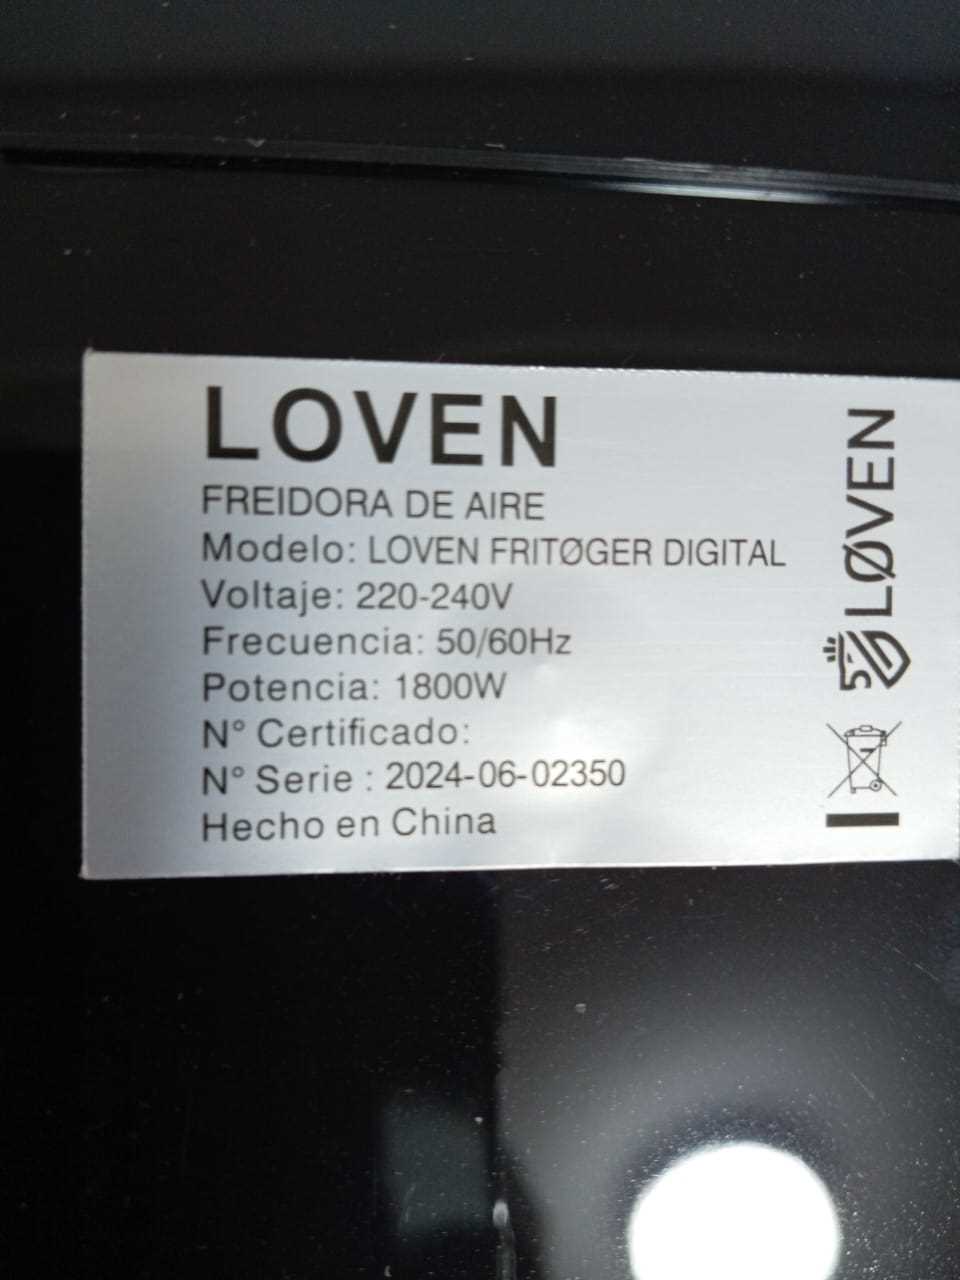 LOVEN
FREIDORA DE AIRE
Modelo: LOVEN FRITØGER DIGITAL
Voltaje: 220-240V
Frecuencia: 50/60Hz
Potencia: 1800W
N° Certificado:
N° Serie : 2024-06-02350
Hecho en China
LØVEN